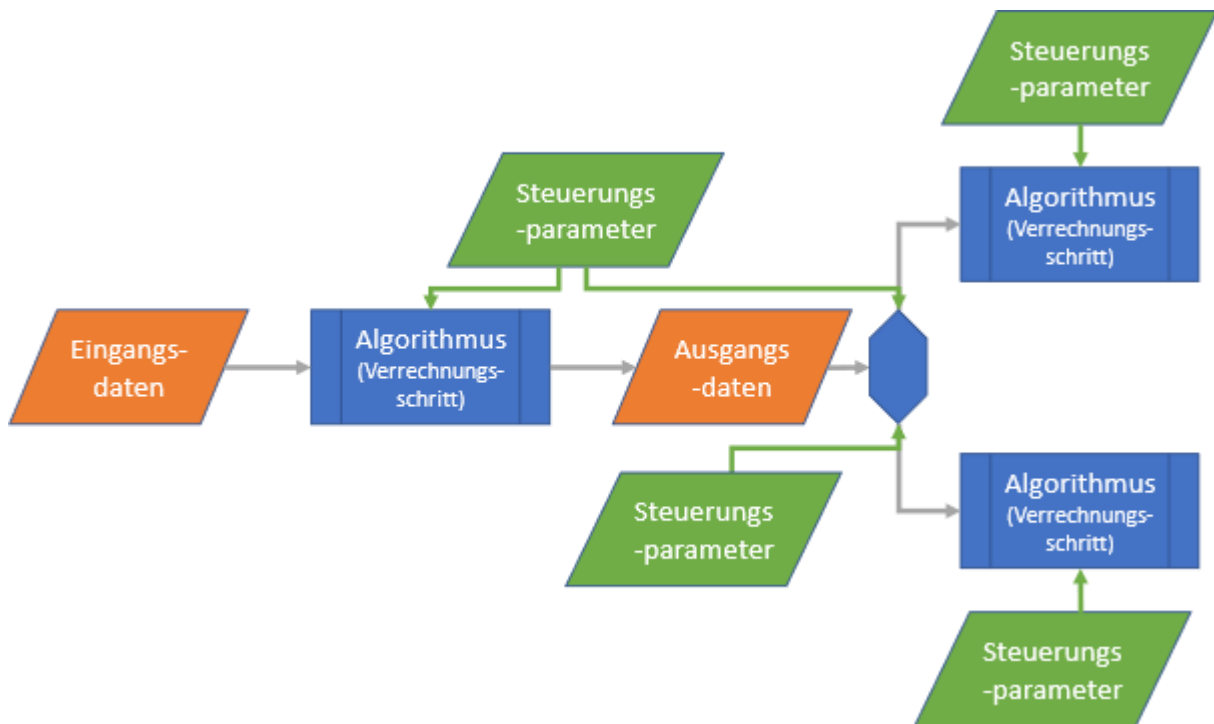 Steuerungs
-parameter
Algorithmus
(Verrechnungs-
schritt)
Steuerungs
-parameter
Eingangs-
daten
Algorithmus
(Verrechnungs-
schritt)
Ausgangs
-daten
Steuerungs
-parameter
Algorithmus
(Verrechnungs-
schritt)
Steuerungs
-parameter